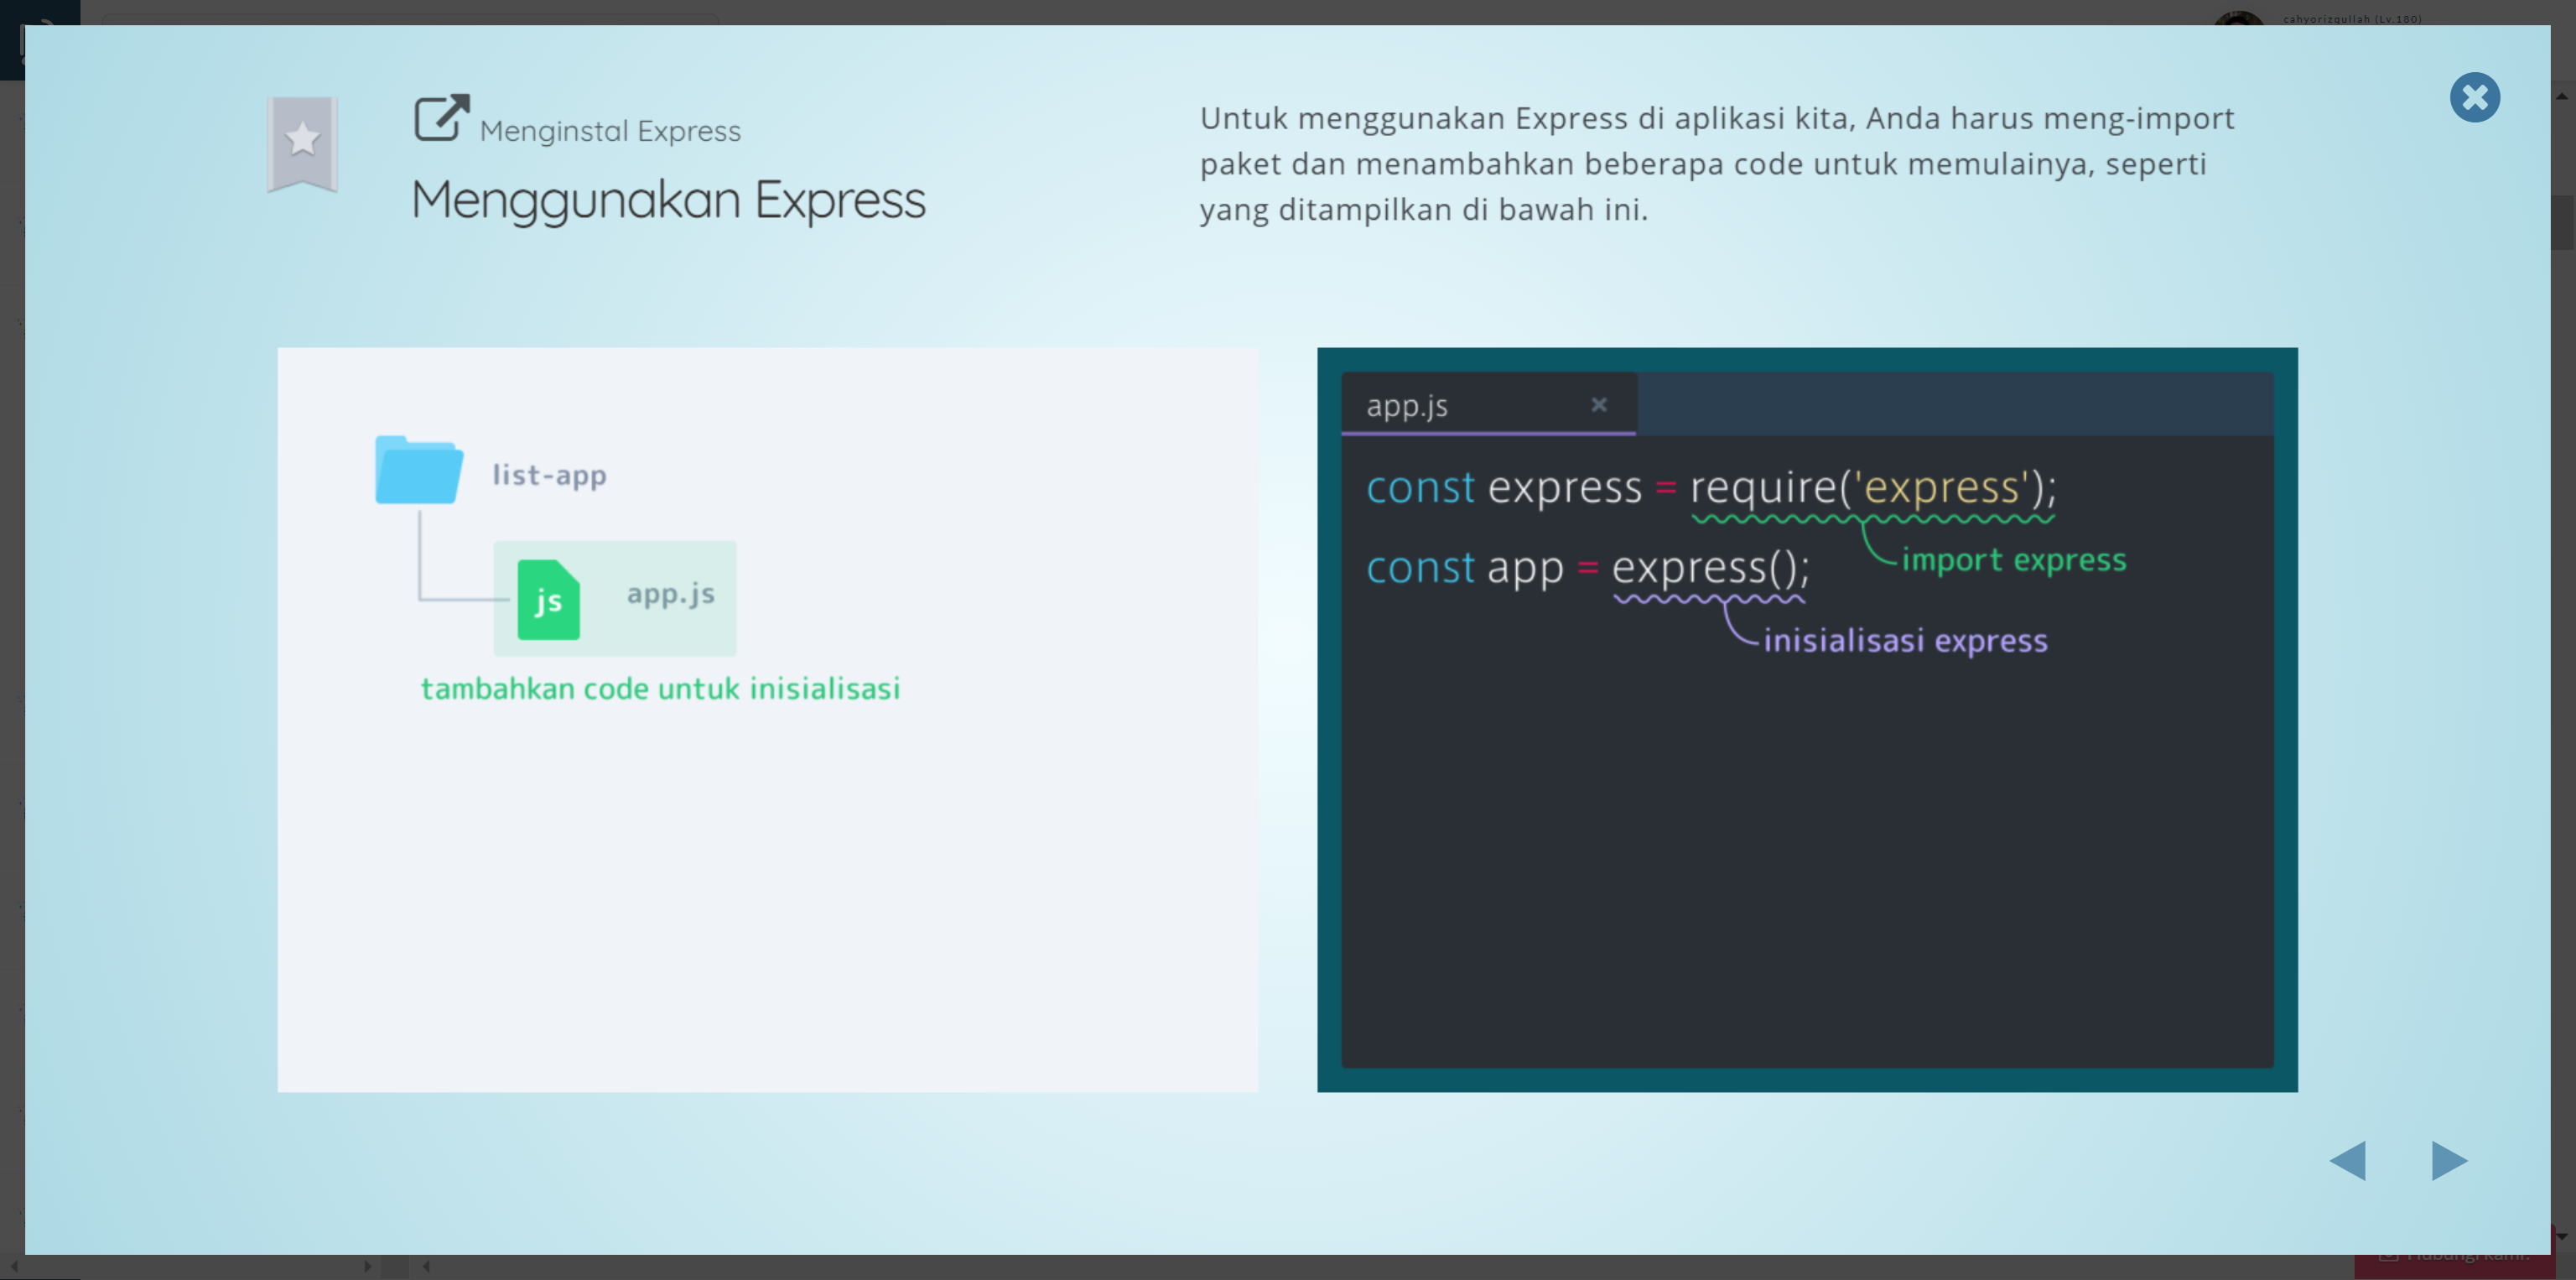 cahyorizqullah (Lv.180)
Menginstal Express
Menggunakan Express
Untuk menggunakan Express di aplikasi kita, Anda harus meng-import
paket dan menambahkan beberapa code untuk memulainya, seperti
yang ditampilkan di bawah ini.
list-app
js
app.js
tambahkan code untuk inisialisasi
app.js
const express = require('express');
import express
const app = express();
inisialisasi express